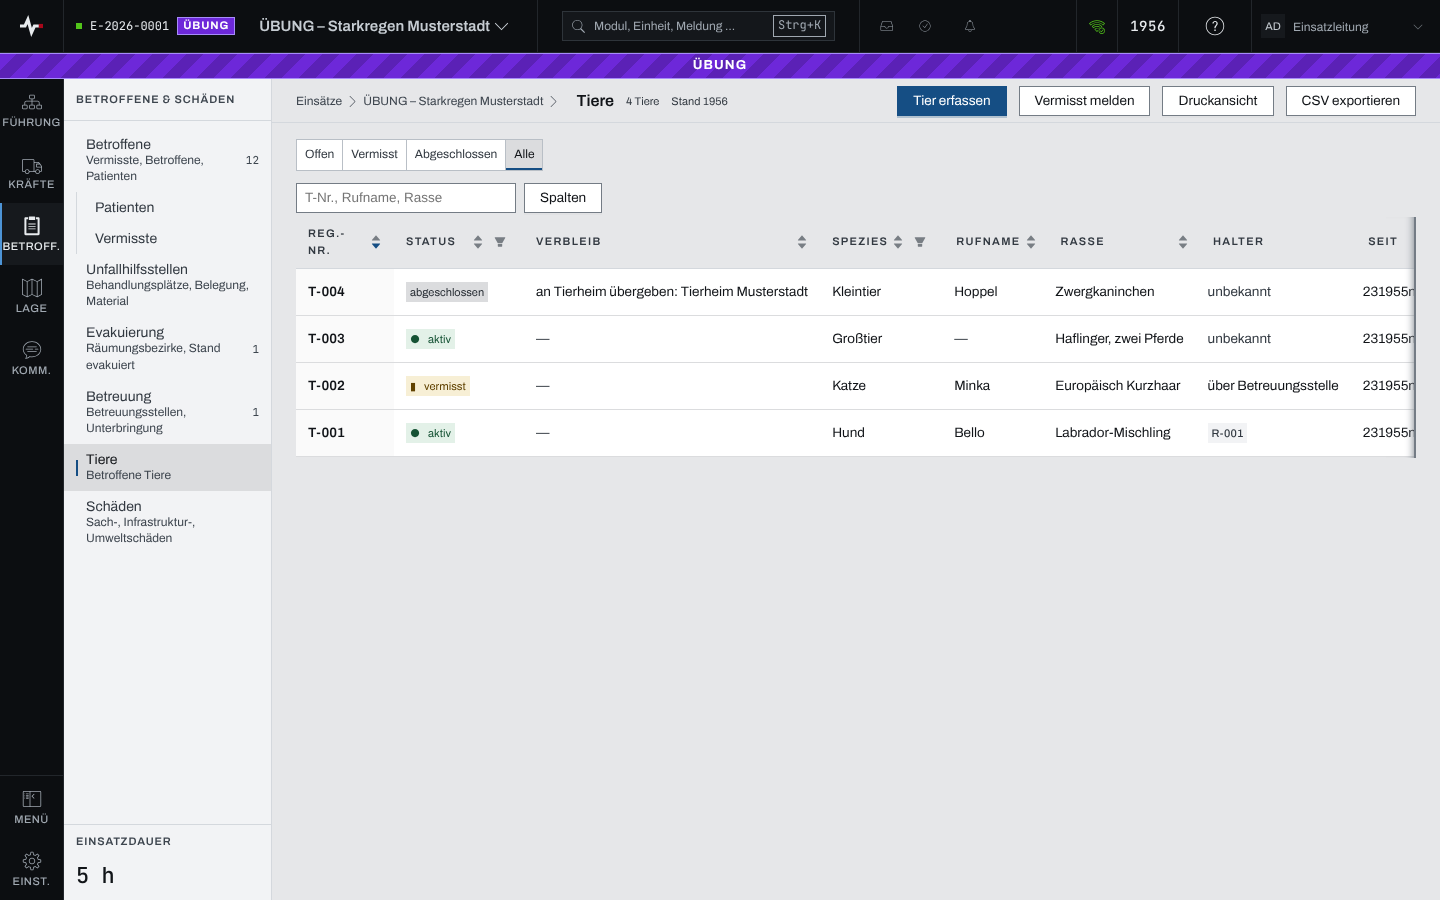 E-2026-0001 ÜBUNG ÜBUNG – Starkregen Musterstadt Modul, Einheit, Meldung ... Strg+K 1956 AD Einsatzleitung
ÜBUNG
FÜHRUNG
KRÄFTE
BETROFF.
LAGE
KOMM.
MENÜ
EINST.
BETROFFENE & SCHÄDEN
Betroffene
Vermisste, Betroffene, Patienten 12
Patienten
Vermisste
Unfallhilfsstellen
Behandlungsplätze, Belegung,
Material
Evakuierung
Räumungsbezirke, Stand 1
evakuiert
Betreuung
Betreuungsstellen, 1
Unterbringung
Tiere
Betroffene Tiere
Schäden
Sach-, Infrastruktur-,
Umweltschäden
EINSATZDAUER
5 h
Einsätze ÜBUNG – Starkregen Musterstadt Tiere 4 Tiere Stand 1956 Tier erfassen Vermisst melden Druckansicht CSV exportieren
Offen Vermisst Abgeschlossen Alle
T-Nr., Rufname, Rasse Spalten
REG.-NR. STATUS VERBLEIB SPEZIES RUFNAME RASSE HALTER SEIT
T-004 abgeschlossen an Tierheim übergeben: Tierheim Musterstadt Kleintier Hoppel Zwergkaninchen unbekannt 231955
T-003 aktiv — Großtier — Haflinger, zwei Pferde unbekannt 231955
T-002 vermisst — Katze Minka Europäisch Kurzhaar über Betreuungsstelle 231955
T-001 aktiv — Hund Bello Labrador-Mischling R-001 231955